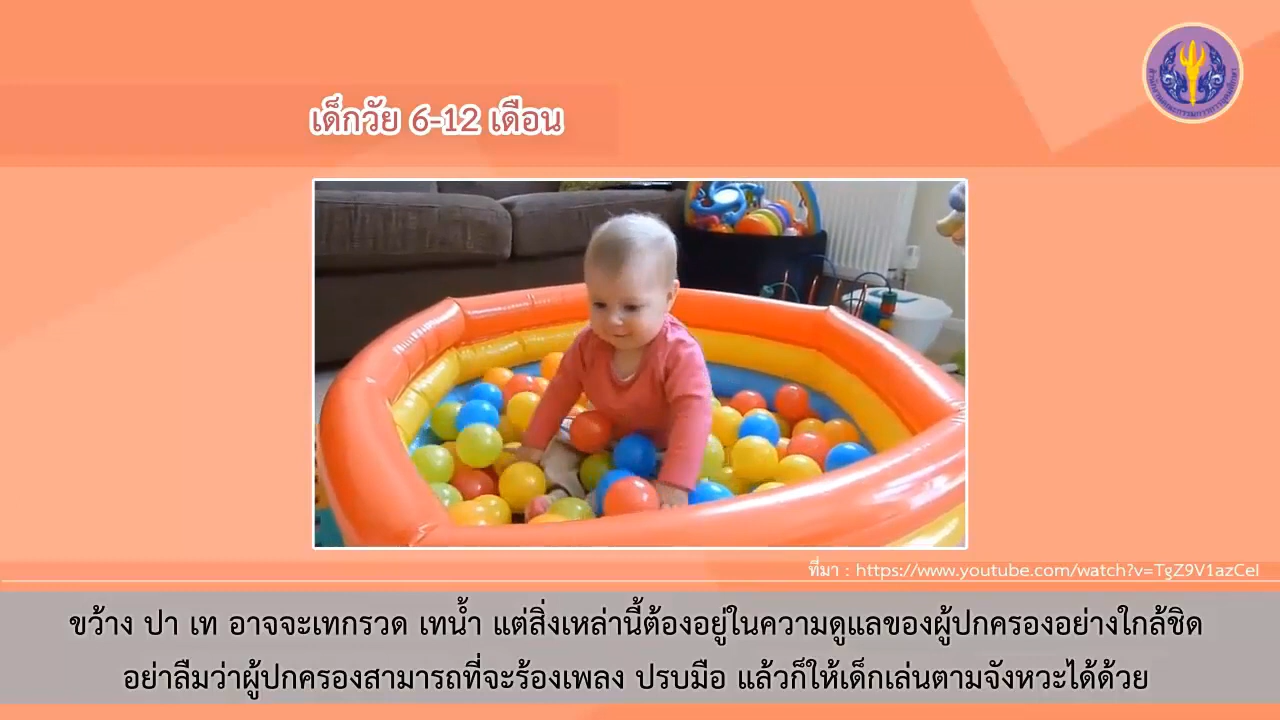 เด็กวัย 6-12 เดือน
ที่มา : https://www.youtube.com/watch?v=TgZ9V1azCeI
ขว้าง ปา เท อาจจะเทกรวด เทน้ำ แต่สิ่งเหล่านี้ต้องอยู่ในความดูแลของผู้ปกครองอย่างใกล้ชิด
อย่าลืมว่าผู้ปกครองสามารถที่จะร้องเพลง ปรบมือ แล้วก็ให้เด็กเล่นตามจังหวะได้ด้วย